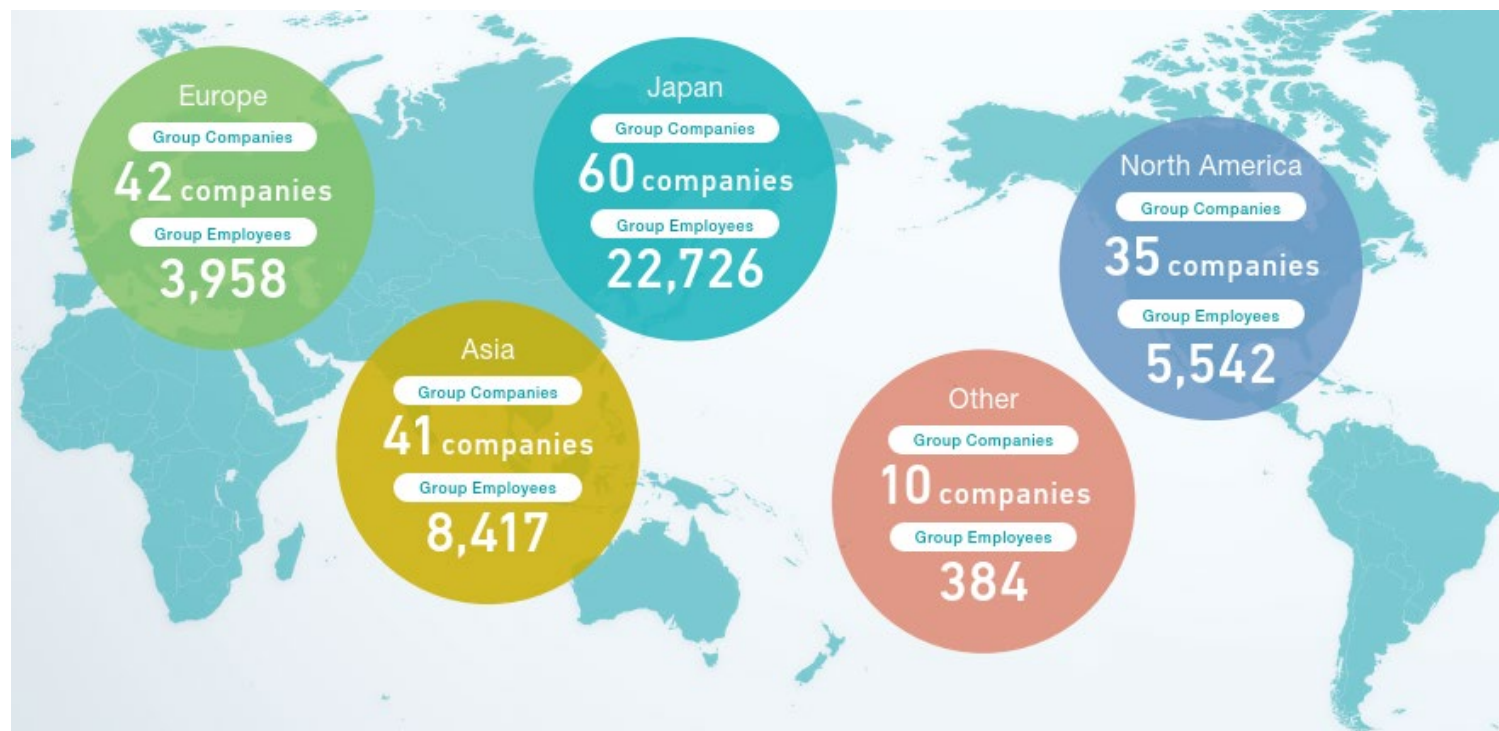 Europe
Group Companies
42 companies
Group Employees
3,958
Japan
Group Companies
60 companies
Group Employees
22,726
North America
Group Companies
35 companies
Group Employees
5,542
Asia
Group Companies
41 companies
Group Employees
8,417
Other
Group Companies
10 companies
Group Employees
384